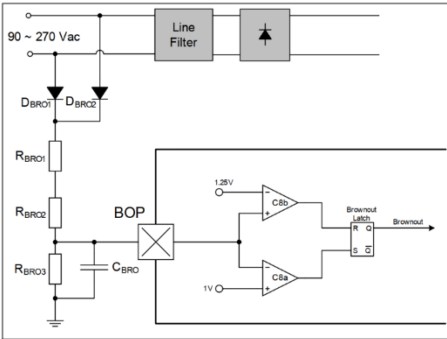 90 ~ 270 Vac
Line
Filter
DBRO1
DBRO2
RBRO1
RBRO2
RBRO3
CBRO
BOP
1.25V
C8b
C8a
1V
Brownout
Latch
R Q
S Q̅
Brownout